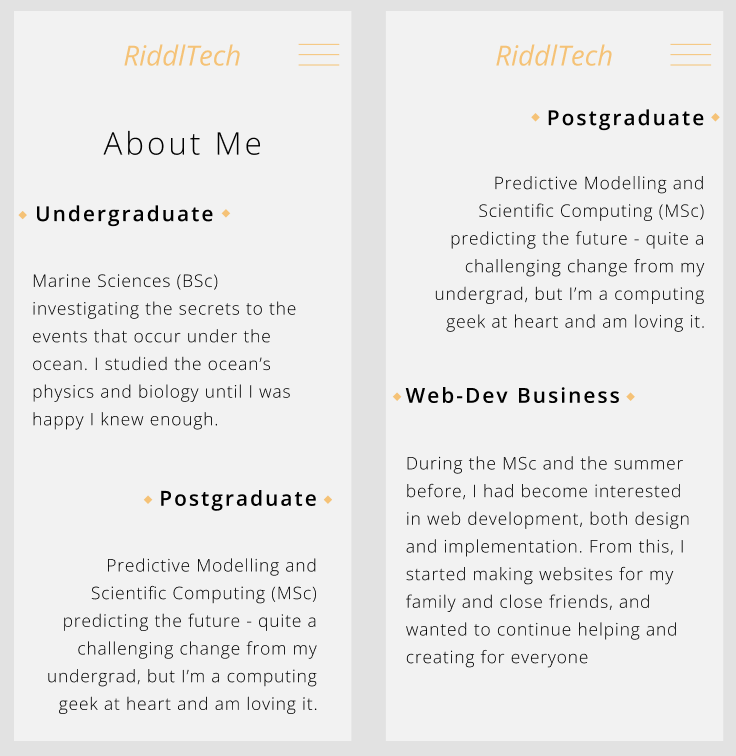 RiddlTech
About Me
Undergraduate
Marine Sciences (BSc)
investigating the secrets to the
events that occur under the
ocean. I studied the ocean’s
physics and biology until I was
happy I knew enough.
Postgraduate
Predictive Modelling and
Scientific Computing (MSc)
predicting the future - quite a
challenging change from my
undergrad, but I’m a computing
geek at heart and am loving it.
RiddlTech
Postgraduate
Predictive Modelling and
Scientific Computing (MSc)
predicting the future - quite a
challenging change from my
undergrad, but I’m a computing
geek at heart and am loving it.
Web-Dev Business
During the MSc and the summer
before, I had become interested
in web development, both design
and implementation. From this, I
started making websites for my
family and close friends, and
wanted to continue helping and
creating for everyone